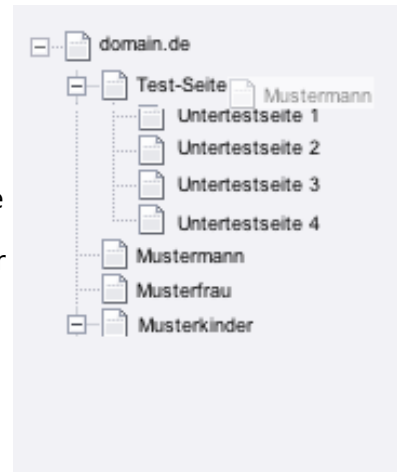 domain.de
Test-Seite
Mustermann
Untertestseite 1
Untertestseite 2
Untertestseite 3
e
Untertestseite 4
r
Mustermann
Musterfrau
Musterkinder